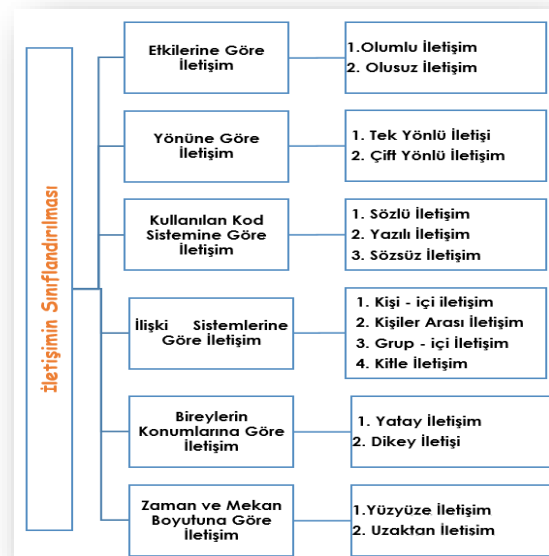 İletişimin Sınıflandırılması
Etkilerine Göre
İletişim
1.Olumlu İletişim
2. Olusuz İletişim
Yönüne Göre
İletişim
1. Tek Yönlü İletişi
2. Çift Yönlü İletişim
Kullanılan Kod
Sistemine Göre
İletişim
1. Sözlü İletişim
2. Yazılı İletişim
3. Sözsüz İletişim
İlişki Sistemlerine
Göre İletişim
1. Kişi - içi iletişim
2. Kişiler Arası İletişim
3. Grup - içi İletişim
4. Kitle İletişim
Bireylerin
Konumlarına Göre
İletişim
1. Yatay İletişim
2. Dikey İletişi
Zaman ve Mekan
Boyutuna Göre
İletişim
1.Yüzyüze İletişim
2. Uzaktan İletişim